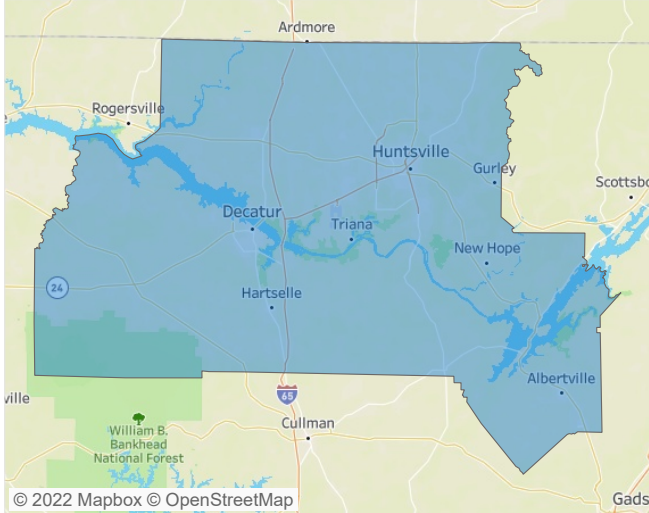 Ardmore
Rogersville
Huntsville
Gurley
Scottsbo
Decatur
Triana
New Hope
24
Hartselle
Albertville
ville
65
Cullman
William B.
Bankhead
National Forest
Gads
© 2022 Mapbox © OpenStreetMap